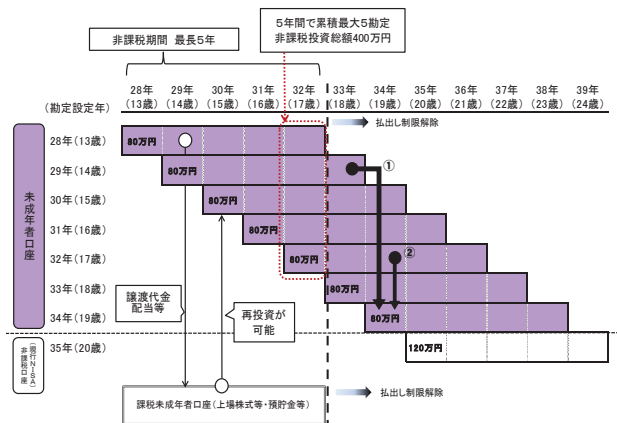 非課税期間 最長5年
5年間で累積最大5勘定
非課税投資総額400万円
28年 29年 30年 31年 32年 33年 34年 35年 36年 37年 38年 39年
(勘定設定年) (13歳) (14歳) (15歳) (16歳) (17歳) (18歳) (19歳) (20歳) (21歳) (22歳) (23歳) (24歳)
払出し制限解除
未成年者口座
28年(13歳) 80万円
29年(14歳) 80万円 ①
30年(15歳) 80万円
31年(16歳) 80万円
32年(17歳) 80万円 ②
33年(18歳) 80万円
34年(19歳) 80万円
譲渡代金
配当等
再投資が
可能
非課税口座
(現行NISA)
35年(20歳) 120万円
課税未成年者口座(上場株式等・預貯金等)
払出し制限解除